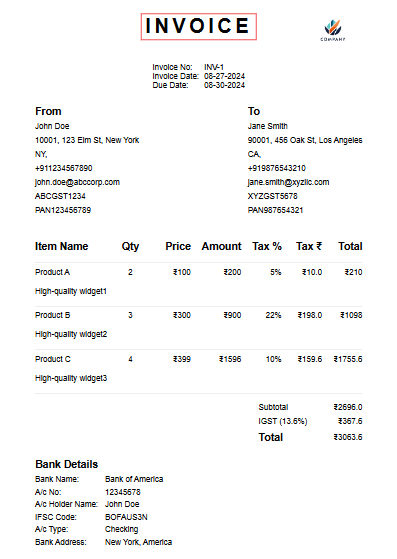 INVOICE
COMPANY
Invoice No: INV-1
Invoice Date: 08-27-2024
Due Date: 08-30-2024
From To
John Doe Jane Smith
10001, 123 Elm St, New York 90001, 456 Oak St, Los Angeles
NY, CA,
+911234567890 +919876543210
john.doe@abccorp.com jane.smith@xyzllc.com
ABCGST1234 XYZGST5678
PAN123456789 PAN987654321
Item Name Qty Price Amount Tax % Tax ₹ Total
Product A 2 ₹100 ₹200 5% ₹10.0 ₹210
High-quality widget1
Product B 3 ₹300 ₹900 22% ₹198.0 ₹1098
High-quality widget2
Product C 4 ₹399 ₹1596 10% ₹159.6 ₹1755.6
High-quality widget3
Subtotal ₹2696.0
IGST (13.6%) ₹367.6
Total ₹3063.6
Bank Details
Bank Name: Bank of America
A/c No: 12345678
A/c Holder Name: John Doe
IFSC Code: BOFAUS3N
A/c Type: Checking
Bank Address: New York, America